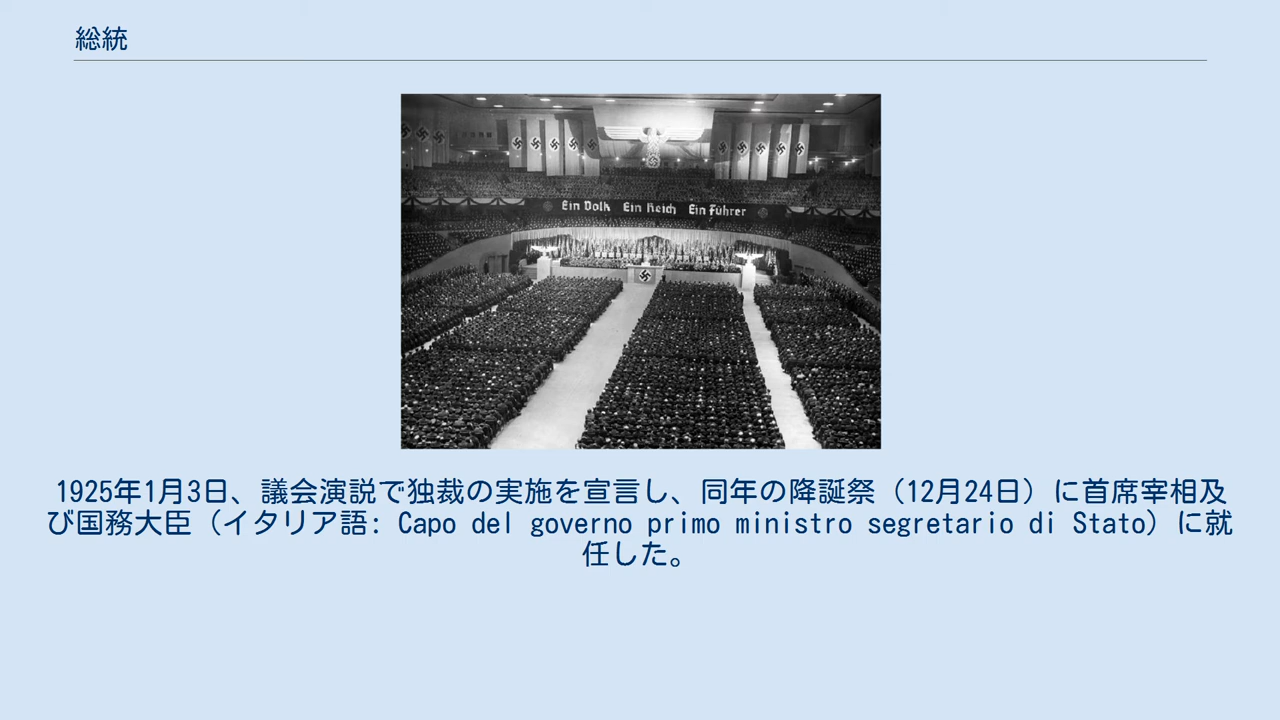 総統
Ein Volk Ein Reich Ein Führer
1925年1月3日、議会演説で独裁の実施を宣言し、同年の降誕祭（12月24日）に首席宰相及
び国務大臣（イタリア語: Capo del governo primo ministro segretario di Stato）に就
任した。